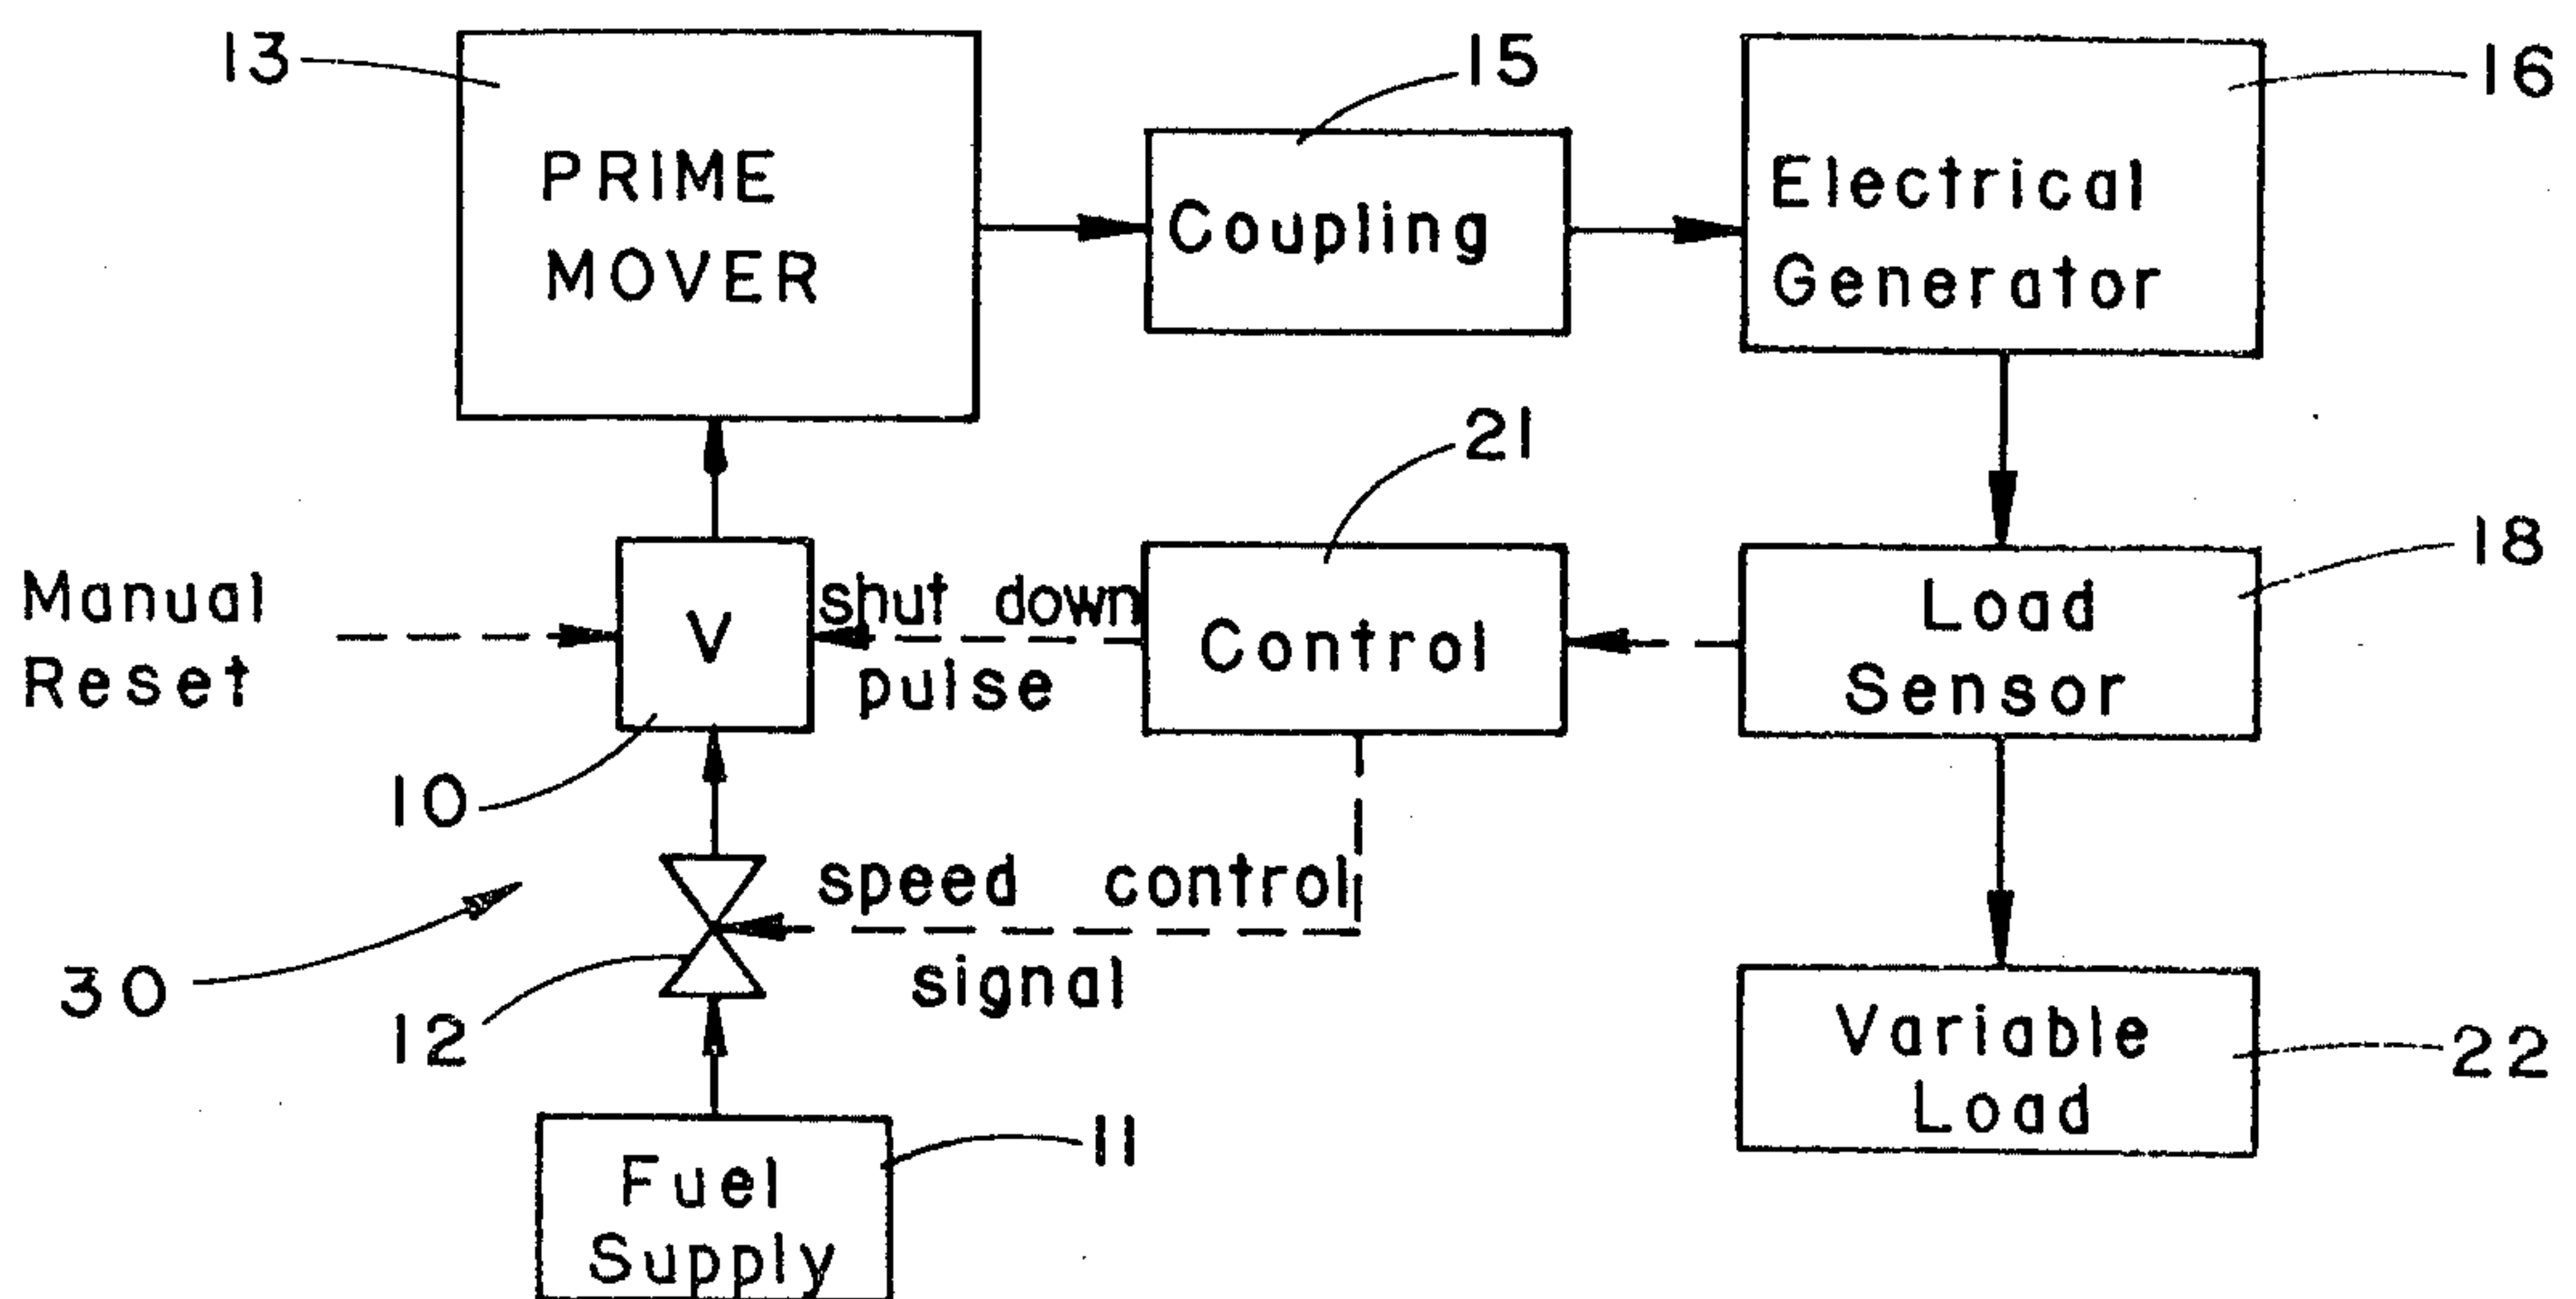 13
PRIME
MOVER
15
Coupling
16
Electrical
Generator
21
Control
18
Load
Sensor
Manual
Reset
V
shut down
pulse
10
speed control
signal
30
12
Variable
Load
22
11
Fuel
Supply